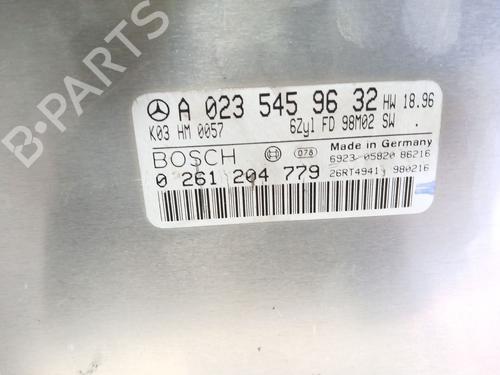 B-PARTS
A 023 545 96 32 HW 18.96
K03 HM 0057 6Zyl FD 98M02 SW .
BOSCH 078 Made in Germany
6923 05820 86216
0 261 204 779 26RT4941 980216